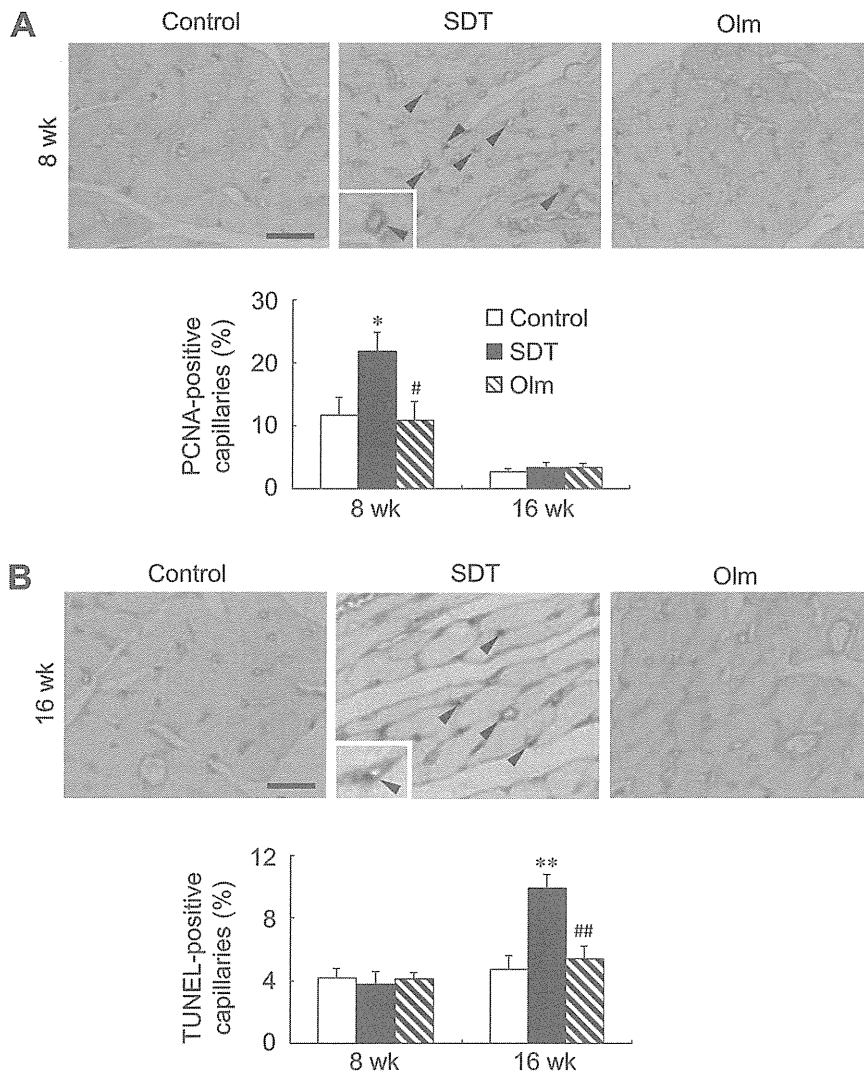 A
Control
SDT
Olm
8 wk
PCNA-positive
capillaries (%)
30
20
10
0
*
#
Control
SDT
Olm
8 wk
16 wk
B
Control
SDT
Olm
16 wk
TUNEL-positive
capillaries (%)
12
8
4
0
**
##
8 wk
16 wk